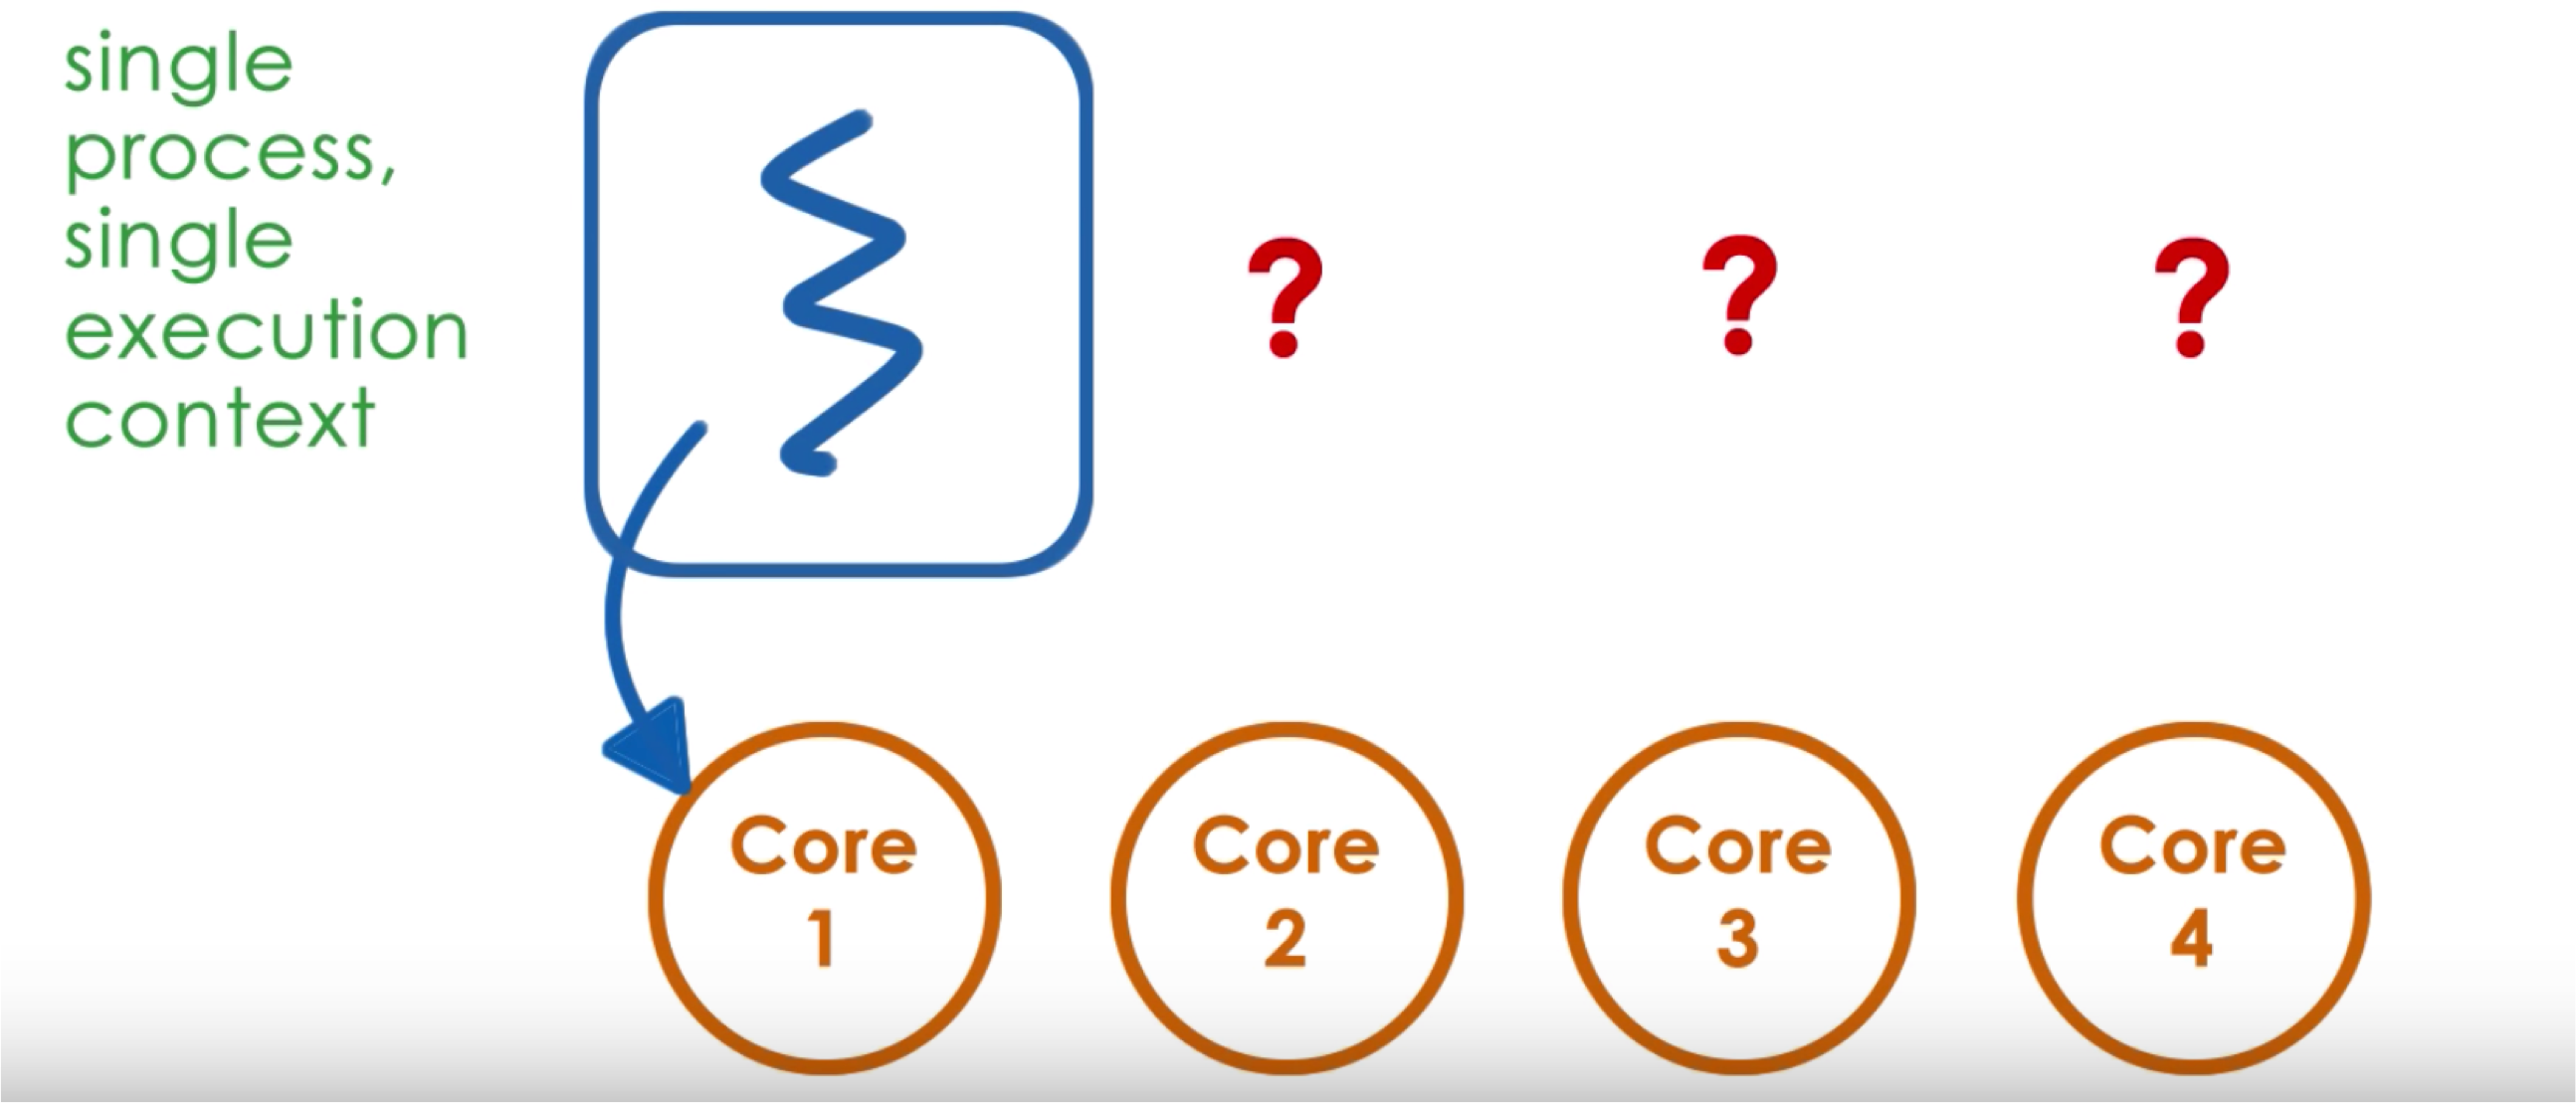 single
process,
single
execution
context
?
?
?
Core
1
Core
2
Core
3
Core
4